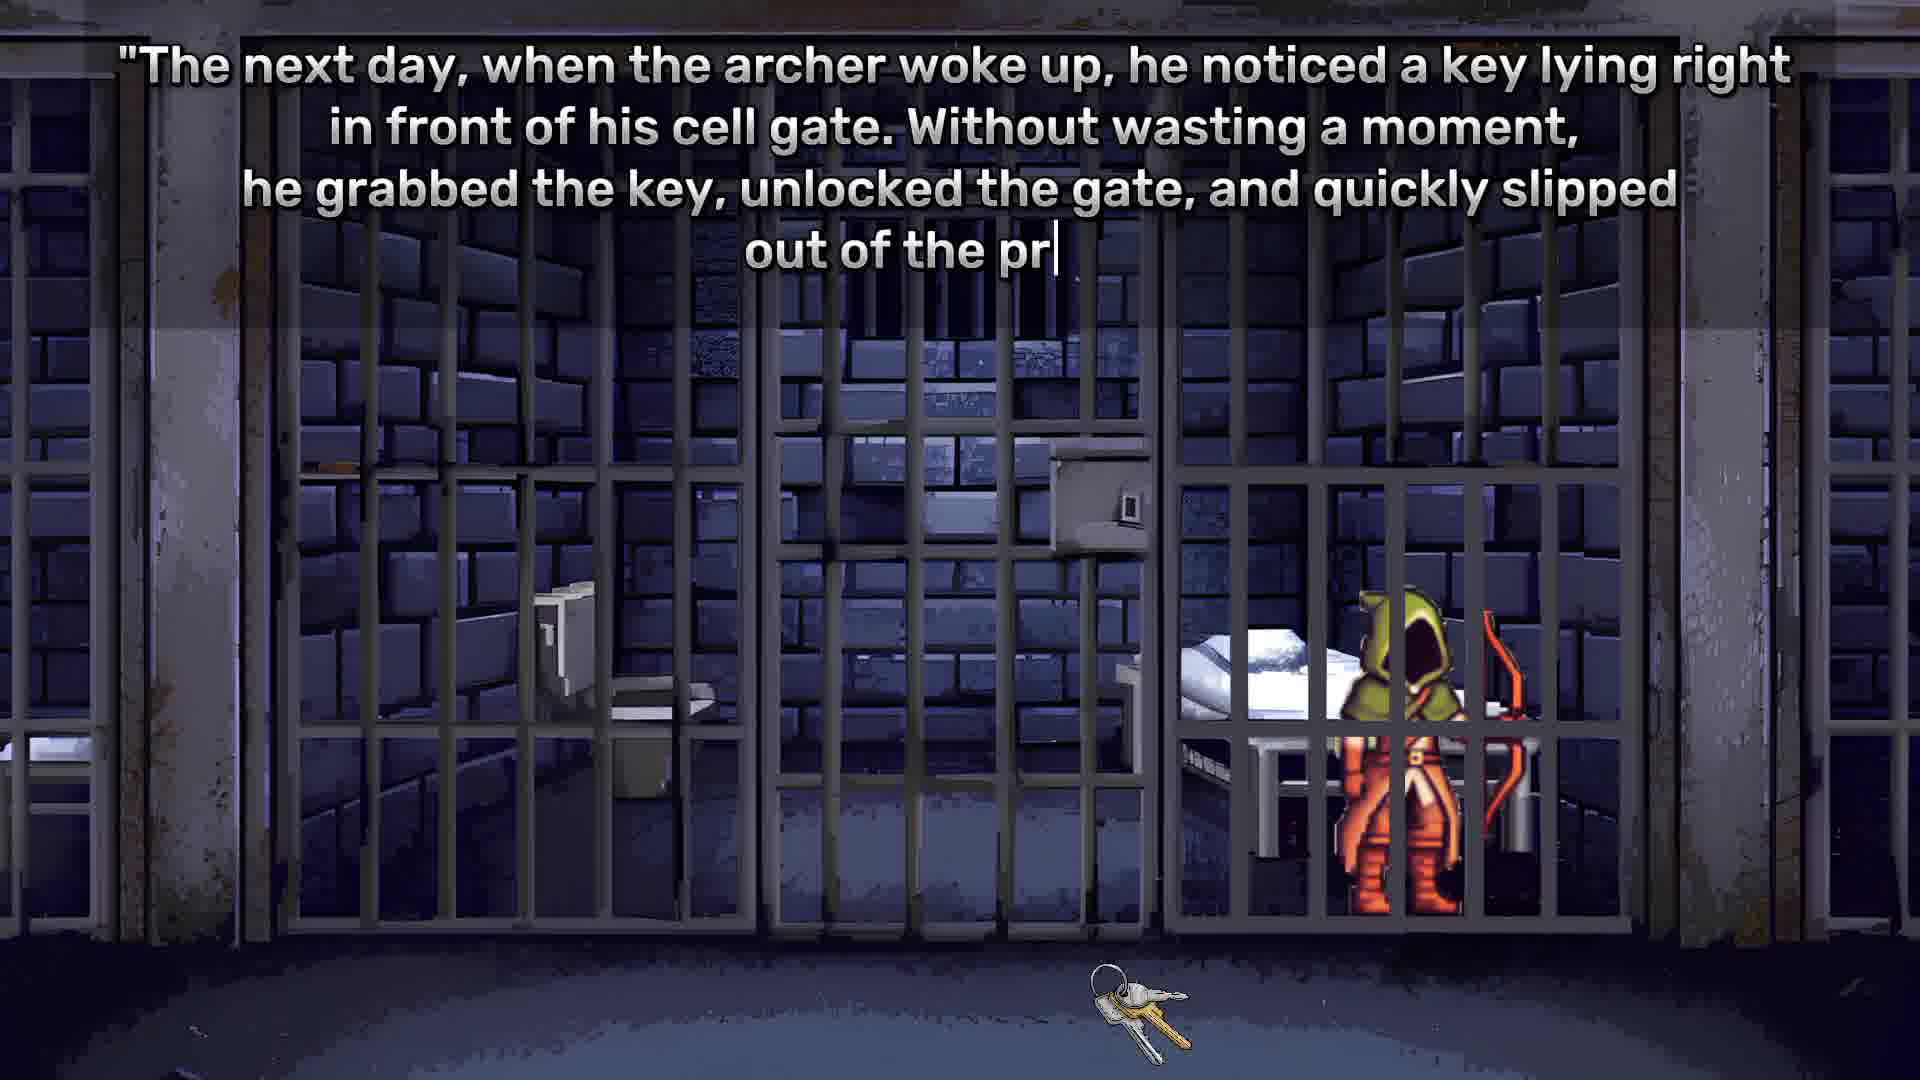 "The next day, when the archer woke up, he noticed a key lying right
in front of his cell gate. Without wasting a moment,
he grabbed the key, unlocked the gate, and quickly slipped
out of the pr